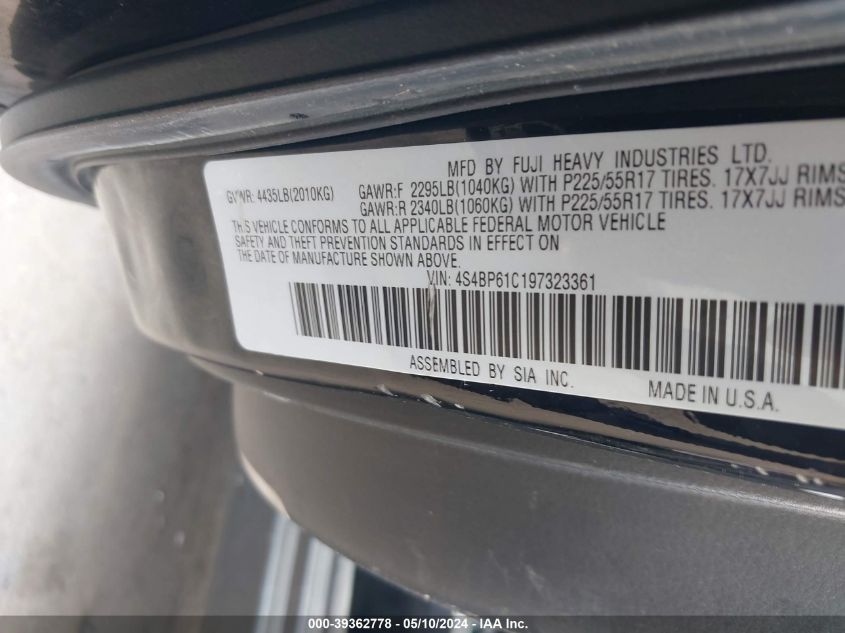 MFD BY FUJI HEAVY INDUSTRIES LTD.
GVWR: 4435LB(2010KG) GAWR:F 2295LB(1040KG) WITH P225/55R17 TIRES. 17X7JJ RIMS
GAWR:R 2340LB(1060KG) WITH P225/55R17 TIRES. 17X7JJ RIMS
THIS VEHICLE CONFORMS TO ALL APPLICABLE FEDERAL MOTOR VEHICLE
SAFETY AND THEFT PREVENTION STANDARDS IN EFFECT ON
THE DATE OF MANUFACTURE SHOWN ABOVE.
VIN: 4S4BP61C197323361
ASSEMBLED BY SIA INC.
MADE IN U.S.A.
000-39362778 - 05/10/2024 - IAA Inc.